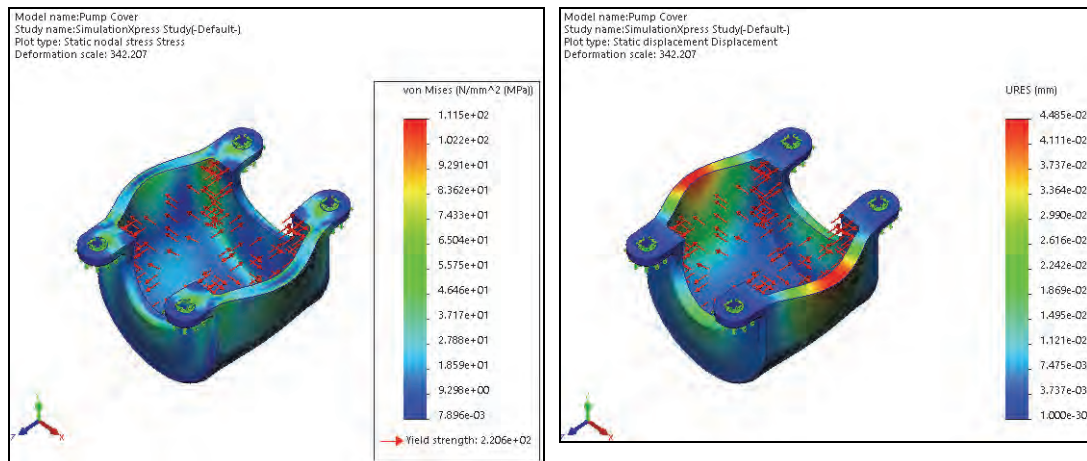 Model name:Pump Cover
Study name:SimulationXpress Study(-Default-)
Plot type: Static nodal stress Stress
Deformation scale: 342.207
von Mises (N/mm^2 (MPa))
1.115e+02
1.022e+02
9.291e+01
8.362e+01
7.433e+01
6.504e+01
5.575e+01
4.646e+01
3.717e+01
2.788e+01
1.859e+01
9.298e+00
7.896e-03
Yield strength: 2.206e+02
Y
Z
X
Model name:Pump Cover
Study name:SimulationXpress Study(-Default-)
Plot type: Static displacement Displacement
Deformation scale: 342.207
URES (mm)
4.485e-02
4.111e-02
3.737e-02
3.364e-02
2.990e-02
2.616e-02
2.242e-02
1.869e-02
1.495e-02
1.121e-02
7.475e-03
3.737e-03
1.000e-30
Y
Z
X